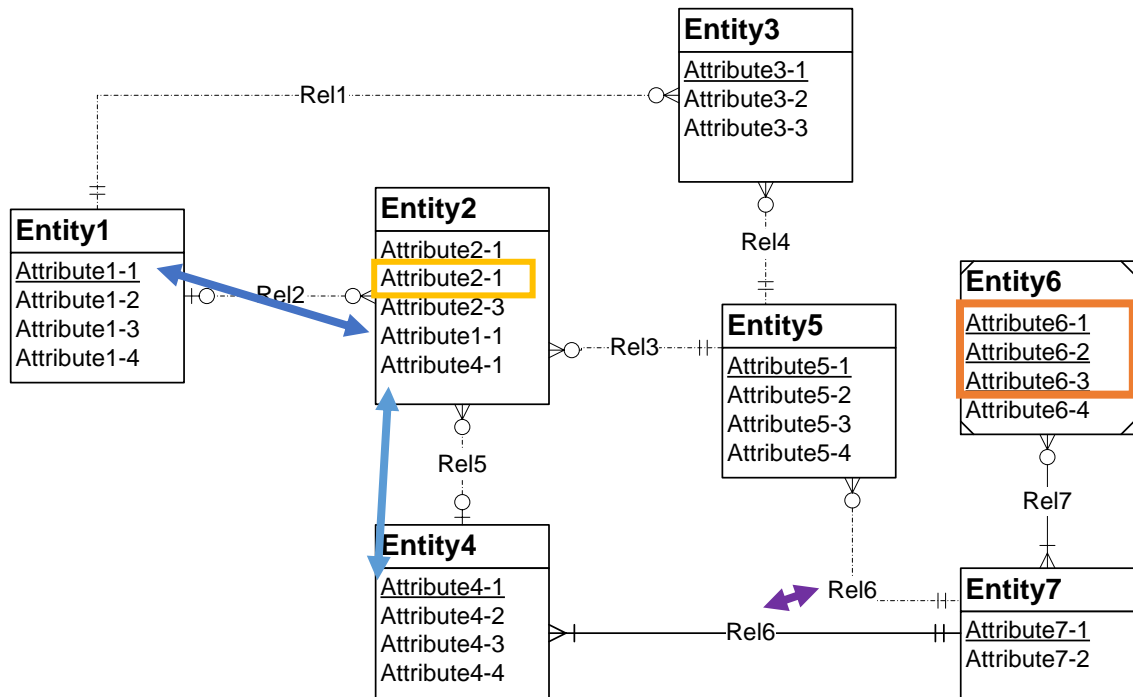 Entity3
Attribute3-1
Attribute3-2
Attribute3-3
Rel1
Entity1
Attribute1-1
Attribute1-2
Attribute1-3
Attribute1-4
Rel2
Entity2
Attribute2-1
Attribute2-1
Attribute2-3
Attribute1-1
Attribute4-1
Rel4
Rel3
Entity5
Attribute5-1
Attribute5-2
Attribute5-3
Attribute5-4
Entity6
Attribute6-1
Attribute6-2
Attribute6-3
Attribute6-4
Rel5
Rel7
Entity4
Attribute4-1
Attribute4-2
Attribute4-3
Attribute4-4
Rel6
Rel6
Entity7
Attribute7-1
Attribute7-2